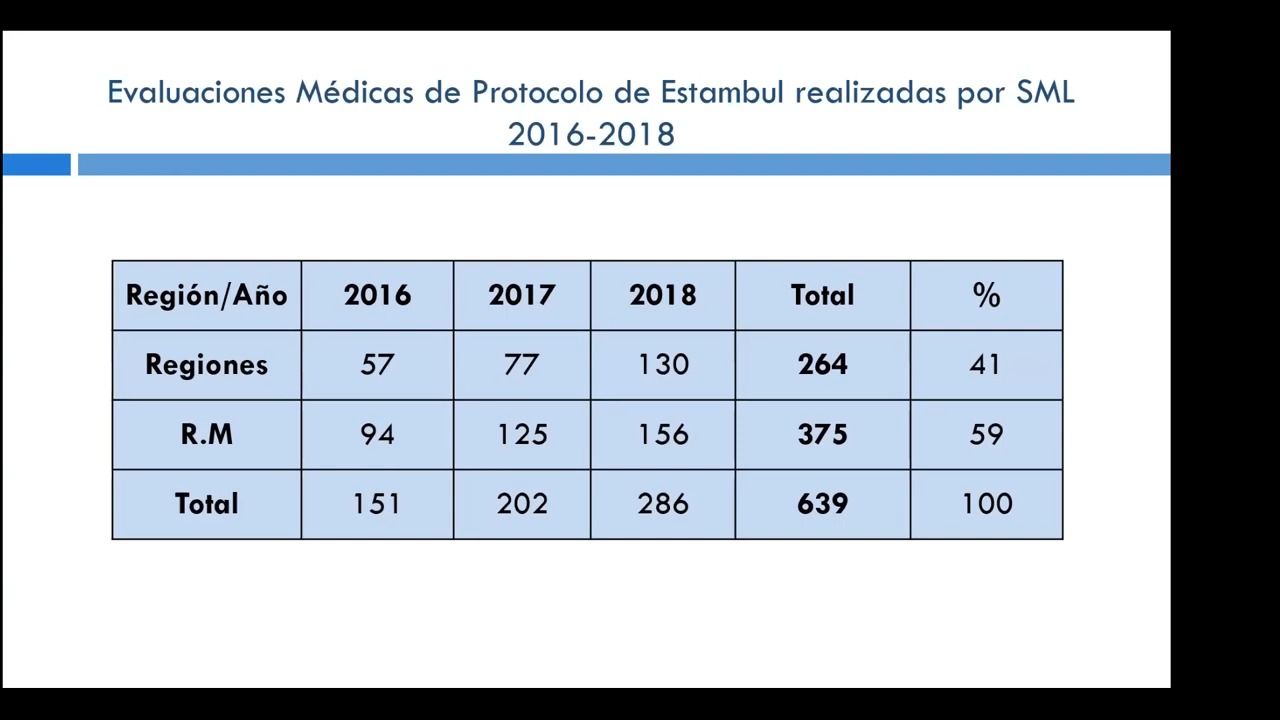 Evaluaciones Médicas de Protocolo de Estambul realizadas por SML
2016-2018
Región/Año 2016 2017 2018 Total %
Regiones 57 77 130 264 41
R.M 94 125 156 375 59
Total 151 202 286 639 100